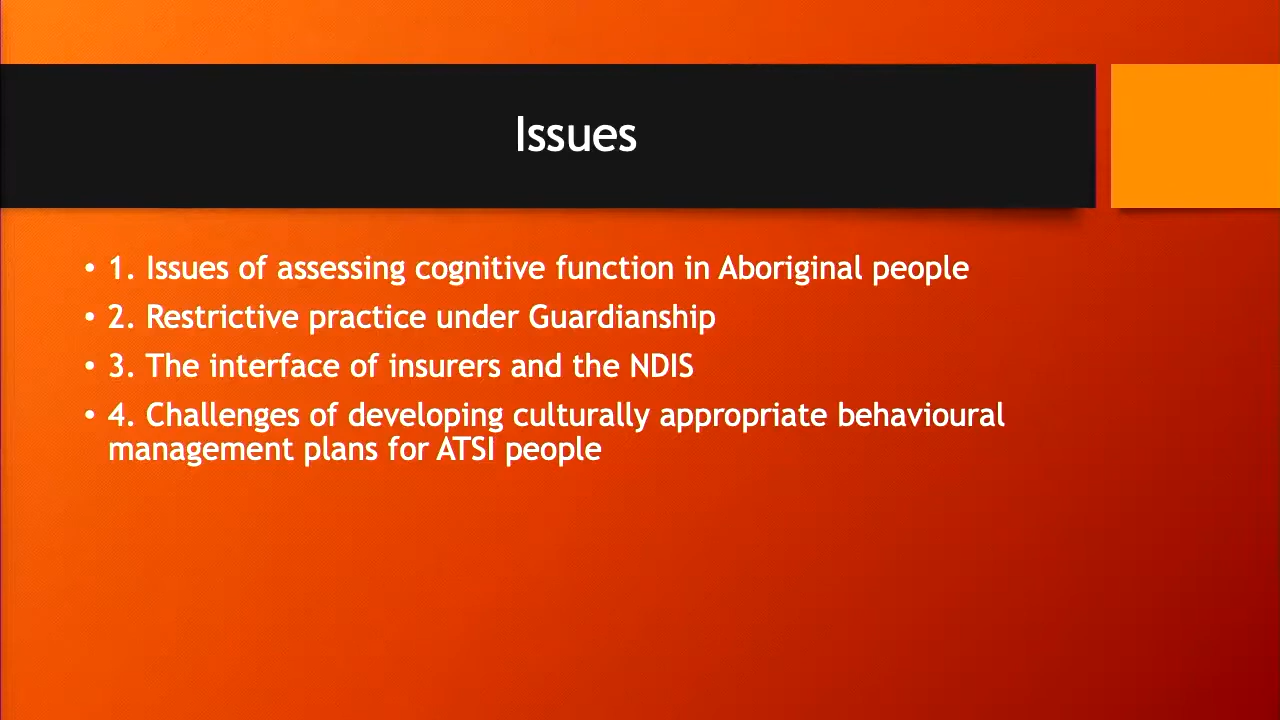 Issues
• 1. Issues of assessing cognitive function in Aboriginal people
• 2. Restrictive practice under Guardianship
• 3. The interface of insurers and the NDIS
• 4. Challenges of developing culturally appropriate behavioural
management plans for ATSI people